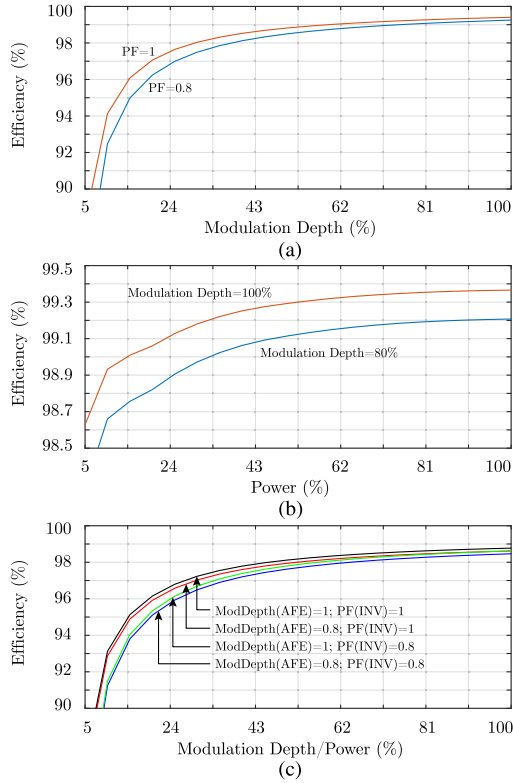 100
98
96
94
92
90
Efficiency (%)
PF=1
PF=0.8
5 24 43 62 81 100
Modulation Depth (%)
(a)
99.5
99.3
99.1
98.9
98.7
98.5
Efficiency (%)
Modulation Depth=100%
Modulation Depth=80%
5 24 43 62 81 100
Power (%)
(b)
100
98
96
94
92
90
Efficiency (%)
ModDepth(AFE)=1; PF(INV)=1
ModDepth(AFE)=0.8; PF(INV)=1
ModDepth(AFE)=1; PF(INV)=0.8
ModDepth(AFE)=0.8; PF(INV)=0.8
5 24 43 62 81 100
Modulation Depth/Power (%)
(c)